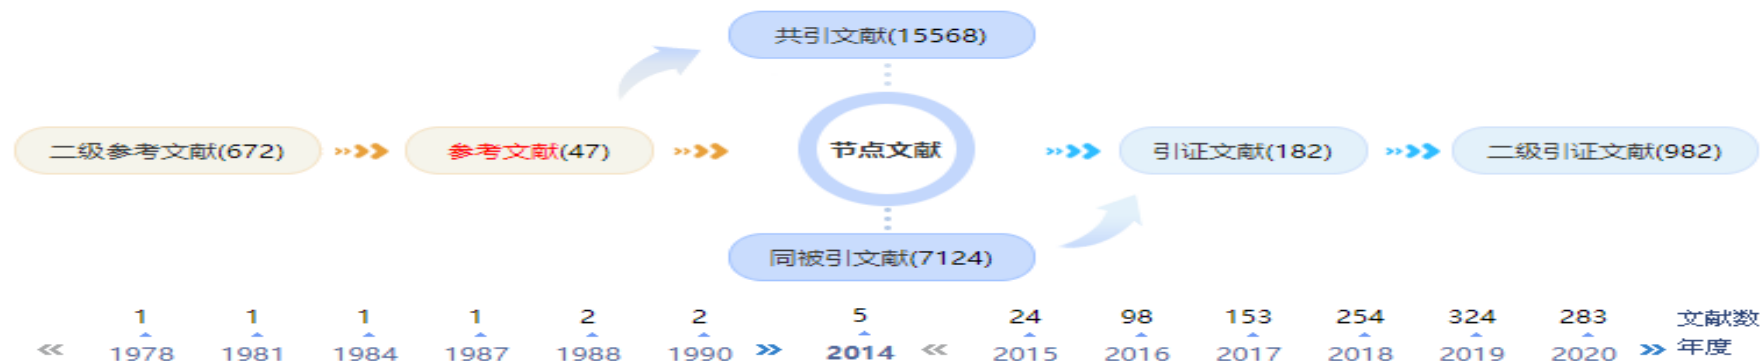 共引文献(15568)
二级参考文献(672)
参考文献(47)
节点文献
引证文献(182)
二级引证文献(982)
同被引文献(7124)
1 1 1 1 2 2 5 24 98 153 254 324 283 文献数
1978 1981 1984 1987 1988 1990 2014 2015 2016 2017 2018 2019 2020 年度